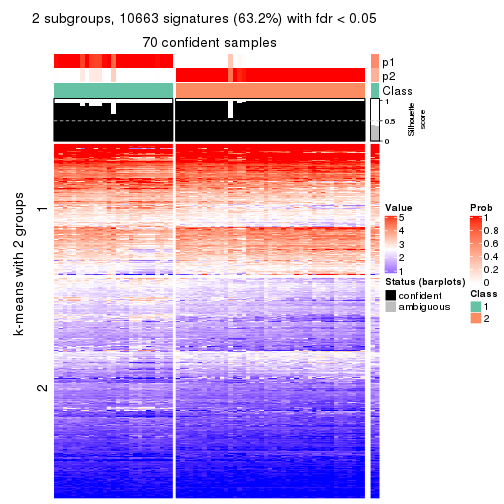 2 subgroups, 10663 signatures (63.2%) with fdr < 0.05
70 confident samples
p1
p2
Class
1
0.5
0
Silhouette
score
k-means with 2 groups
1
2
Value
5
4
3
2
1
Status (barplots)
confident
ambiguous
Prob
1
0.8
0.6
0.4
0.2
0
Class
1
2